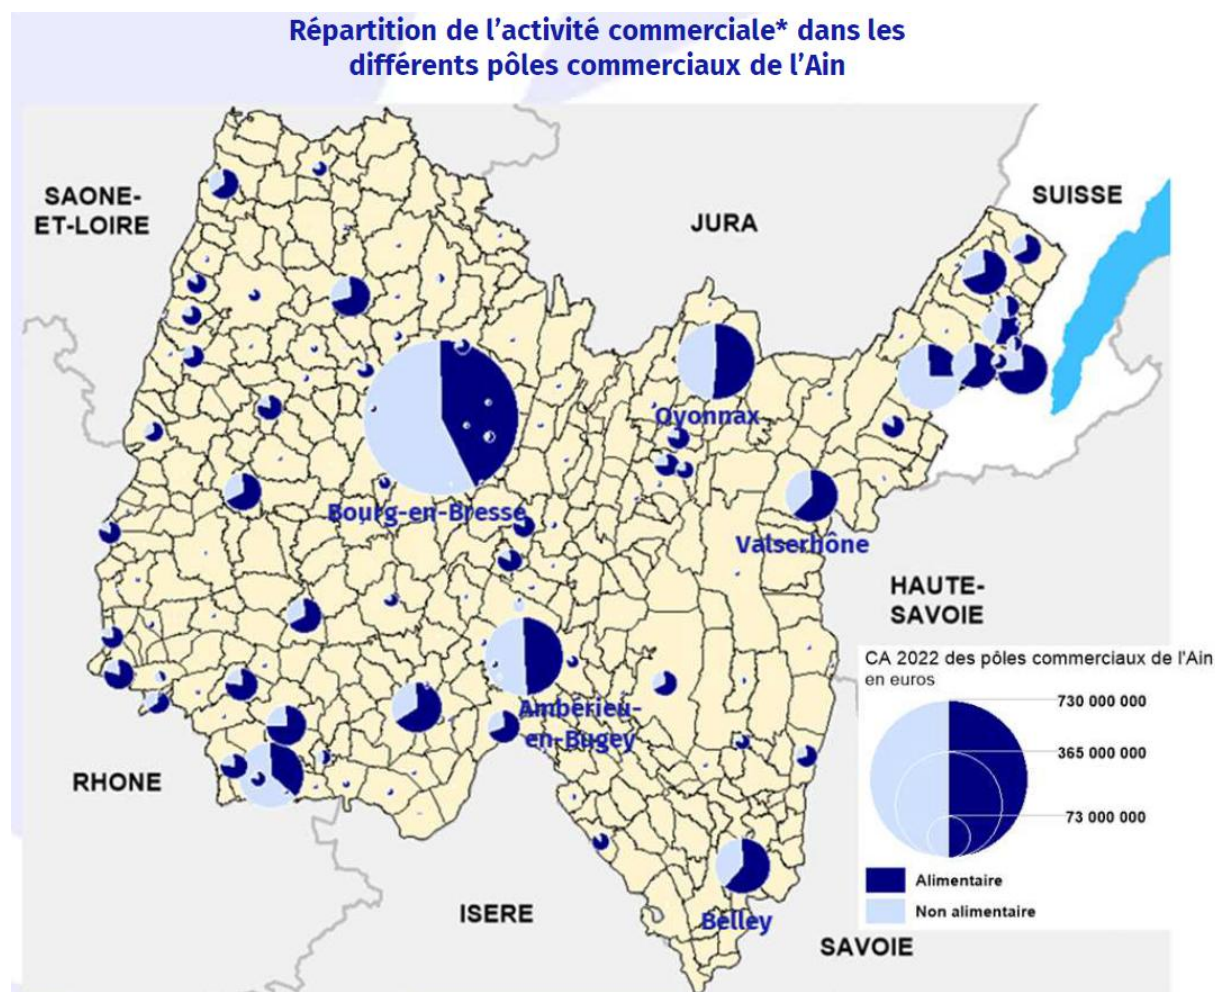 Répartition de l’activité commerciale* dans les
différents pôles commerciaux de l’Ain
SAONE-
ET-LOIRE
JURA
SUISSE
Oyonnax
Bourg-en-Bresse
Valserhône
HAUTE-
SAVOIE
CA 2022 des pôles commerciaux de l'Ain
en euros
730 000 000
365 000 000
73 000 000
Ambérieu-
en-Bugey
RHONE
Alimentaire
Non alimentaire
ISERE
Belley
SAVOIE